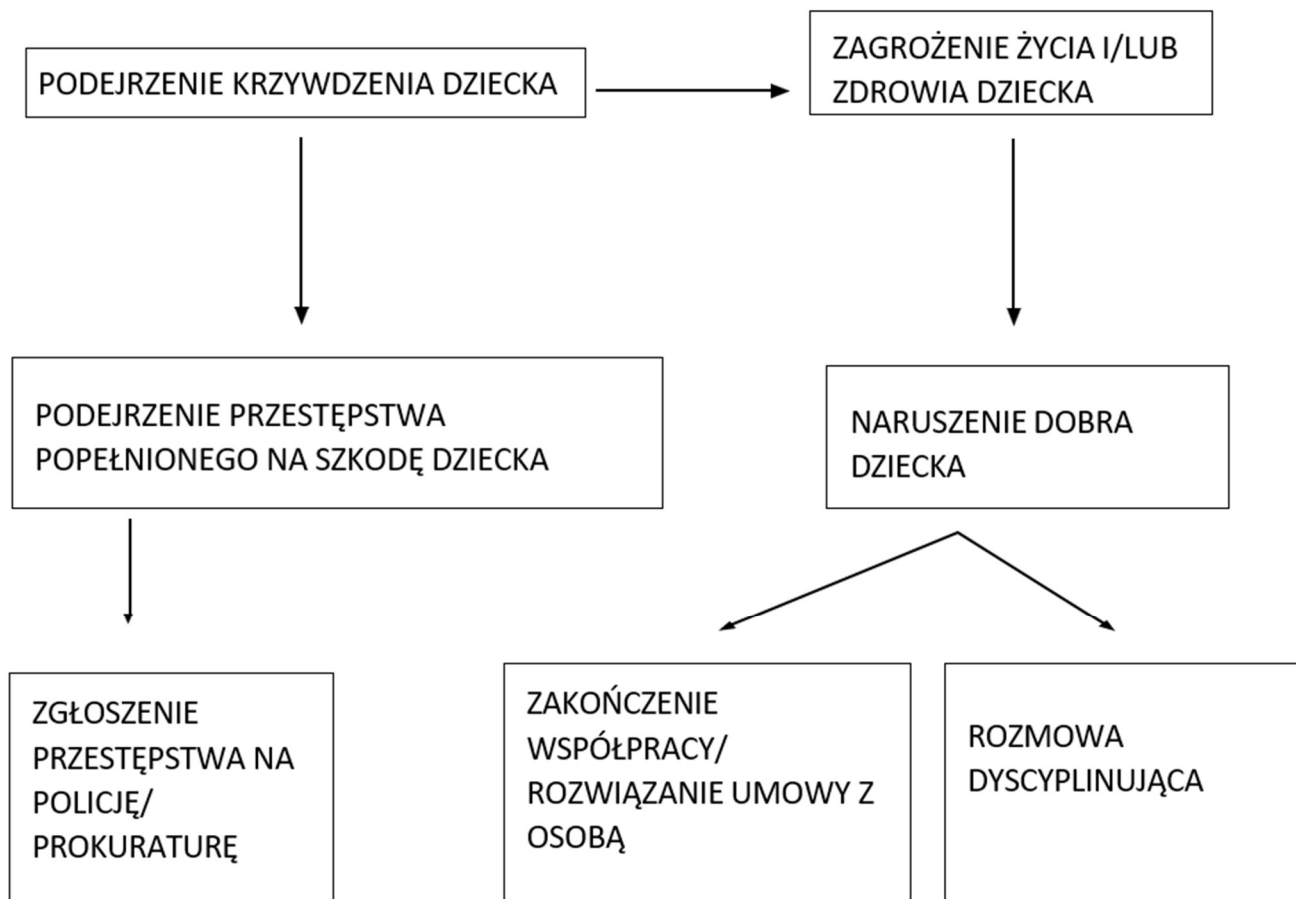 PODEJRZENIE KRZYWDZENIA DZIECKA
ZAGROŻENIE ŻYCIA I/LUB
ZDROWIA DZIECKA
PODEJRZENIE PRZESTĘPSTWA
POPEŁNIONEGO NA SZKODĘ DZIECKA
NARUSZENIE DOBRA
DZIECKA
ZGŁOSZENIE
PRZESTĘPSTWA NA
POLICJĘ/
PROKURATURĘ
ZAKOŃCZENIE
WSPÓŁPRACY/
ROZWIĄZANIE UMOWY Z
OSOBĄ
ROZMOWA
DYSCYPLINUJĄCA